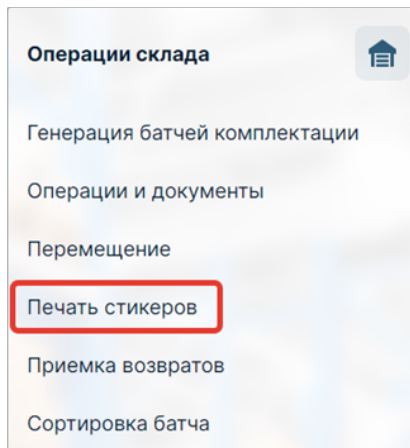 Операции склада
Генерация батчей комплектации
Операции и документы
Перемещение
Печать стикеров
Приемка возвратов
Сортировка батча